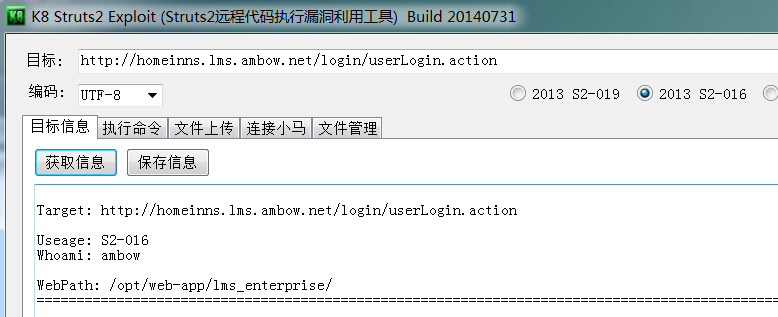 K8 Struts2 Exploit (Struts2远程代码执行漏洞利用工具) Build 20140731
目标: http://homeinns.lms.ambow.net/login/userLogin.action
编码: UTF-8 2013 S2-019 2013 S2-016
目标信息 执行命令 文件上传 连接小马 文件管理
获取信息 保存信息
Target: http://homeinns.lms.ambow.net/login/userLogin.action
Useage: S2-016
Whoami: ambow
WebPath: /opt/web-app/lms_enterprise/